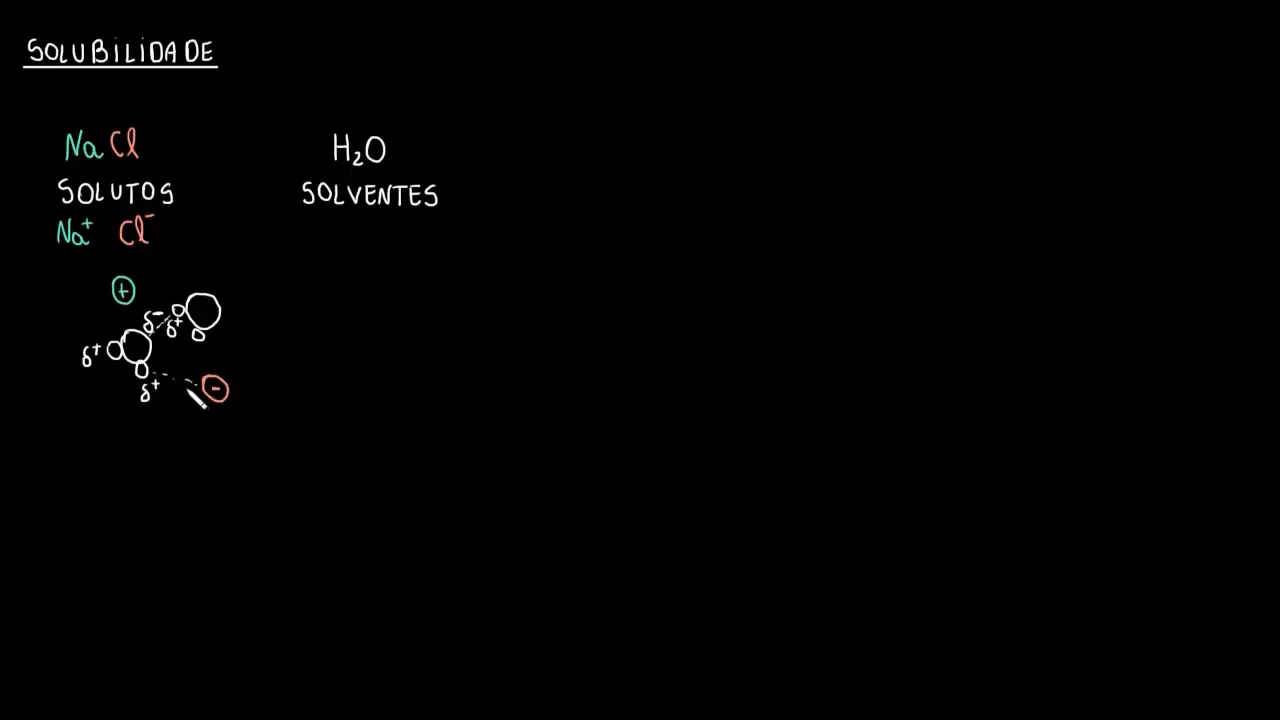 SOLUBILIDADE
NaCl H₂O
SOLUTOS SOLVENTES
Na⁺ Cl⁻
+
δ⁻ δ⁺
δ⁺
δ⁺ -